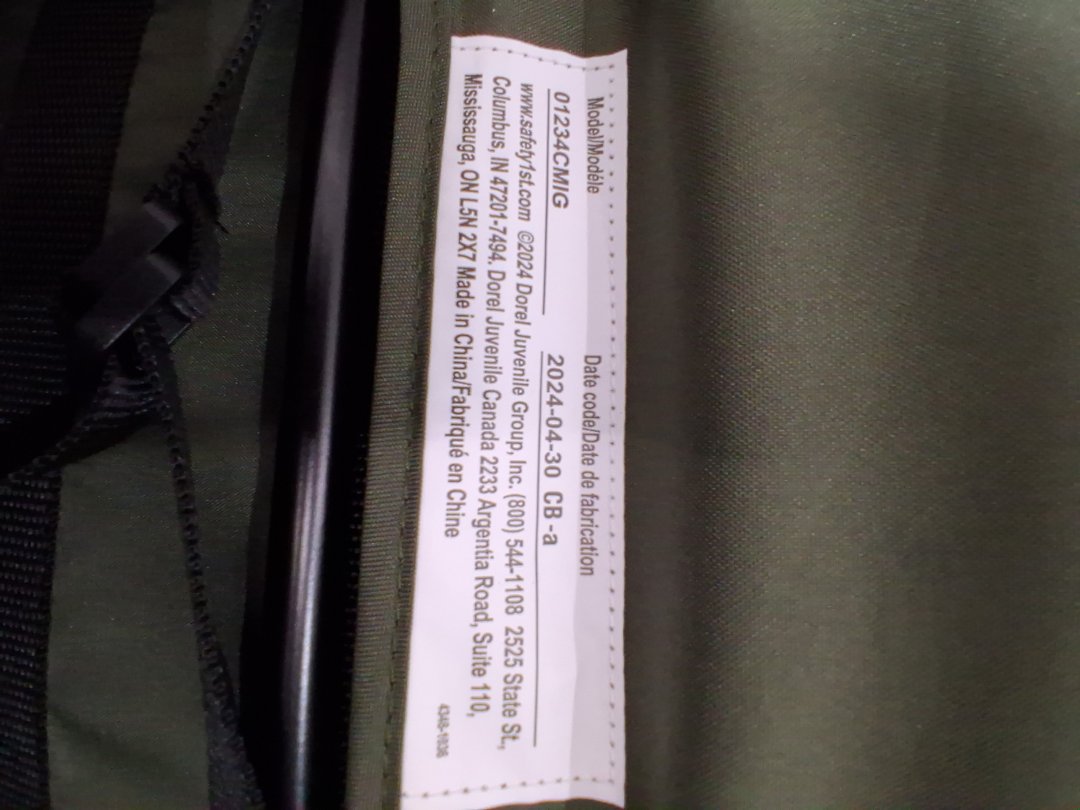 Model/Modéle
01234CMIG
Date code/Date de fabrication
2024-04-30 CB -a
www.safety1st.com ©2024 Dorel Juvenile Group, Inc. (800) 544-1108 2525 State St.,
Columbus, IN 47201-7494. Dorel Juvenile Canada 2233 Argentia Road, Suite 110,
Mississauga, ON L5N 2X7 Made in China/Fabriqué en Chine